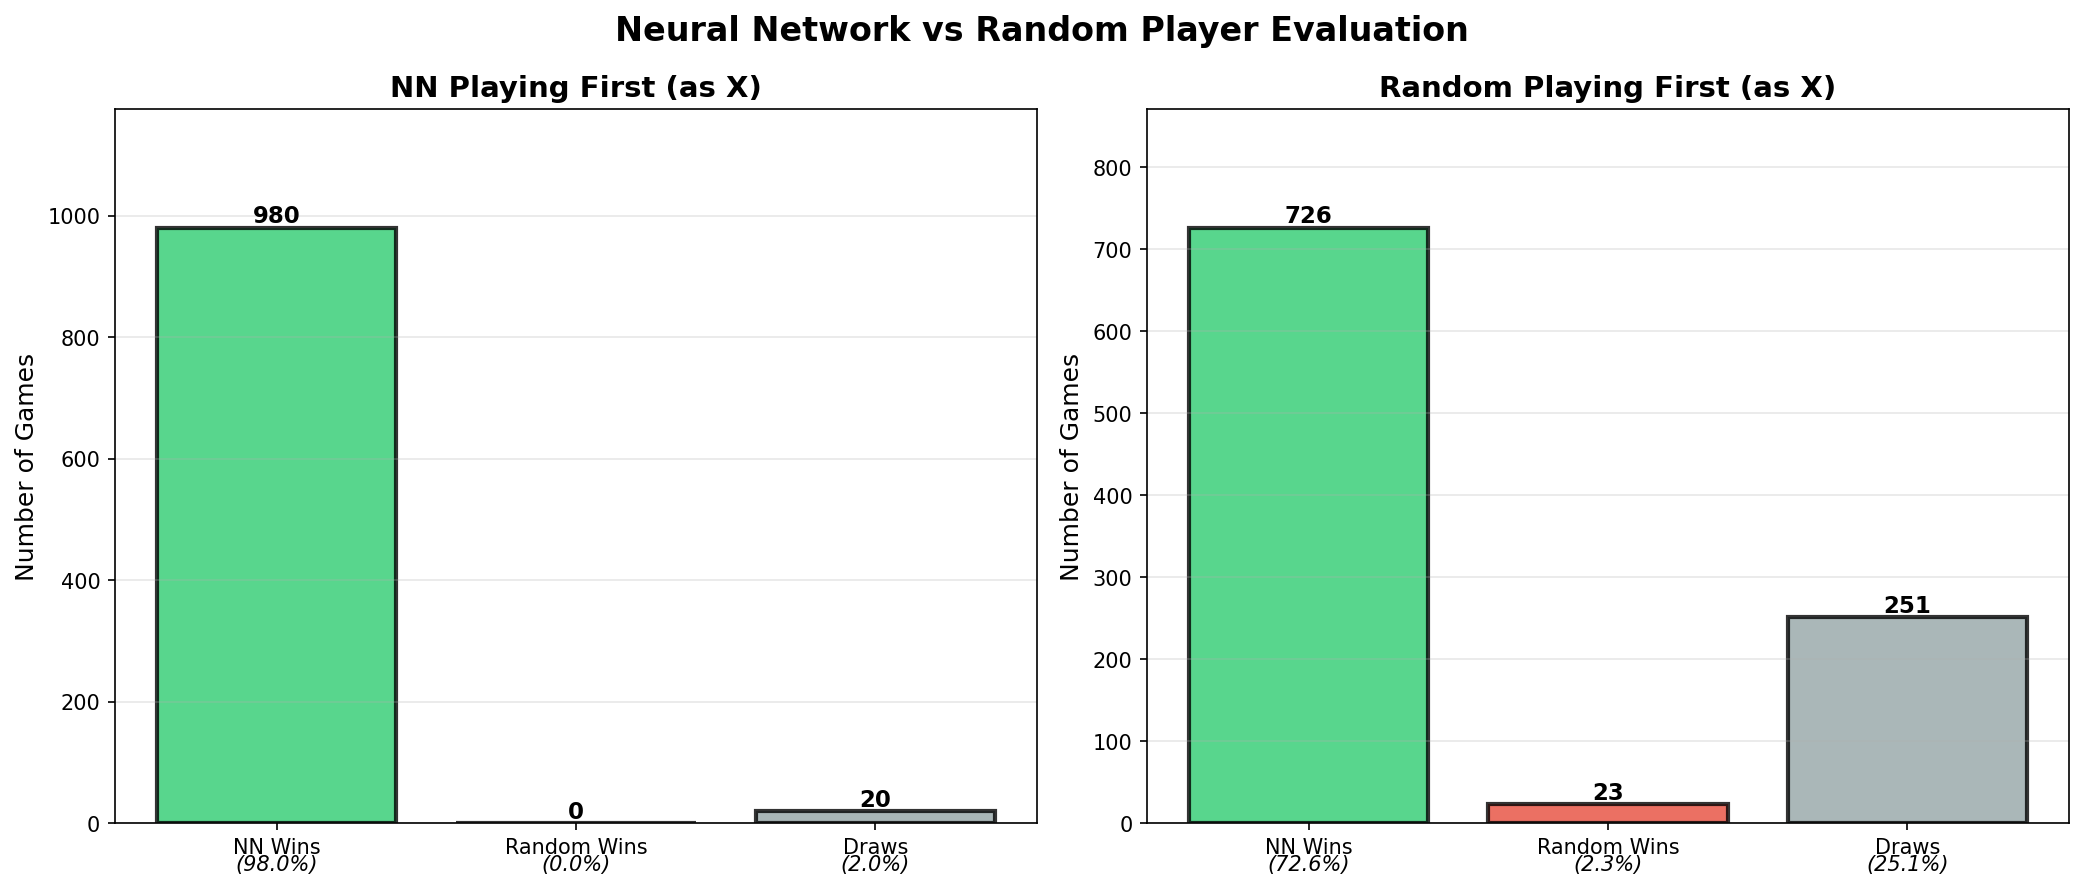 Neural Network vs Random Player Evaluation
NN Playing First (as X)
Number of Games
1000
800
600
400
200
0
980
0
20
NN Wins
(98.0%)
Random Wins
(0.0%)
Draws
(2.0%)
Random Playing First (as X)
Number of Games
800
700
600
500
400
300
200
100
0
726
23
251
NN Wins
(72.6%)
Random Wins
(2.3%)
Draws
(25.1%)